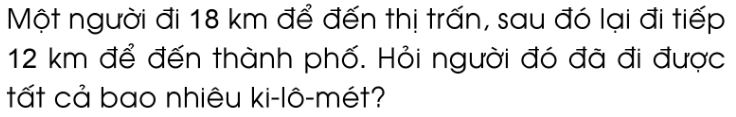 Một người đi 18 km để đến thị trấn, sau đó lại đi tiếp
12 km để đến thành phố. Hỏi người đó đã đi được
tất cả bao nhiêu ki-lô-mét?